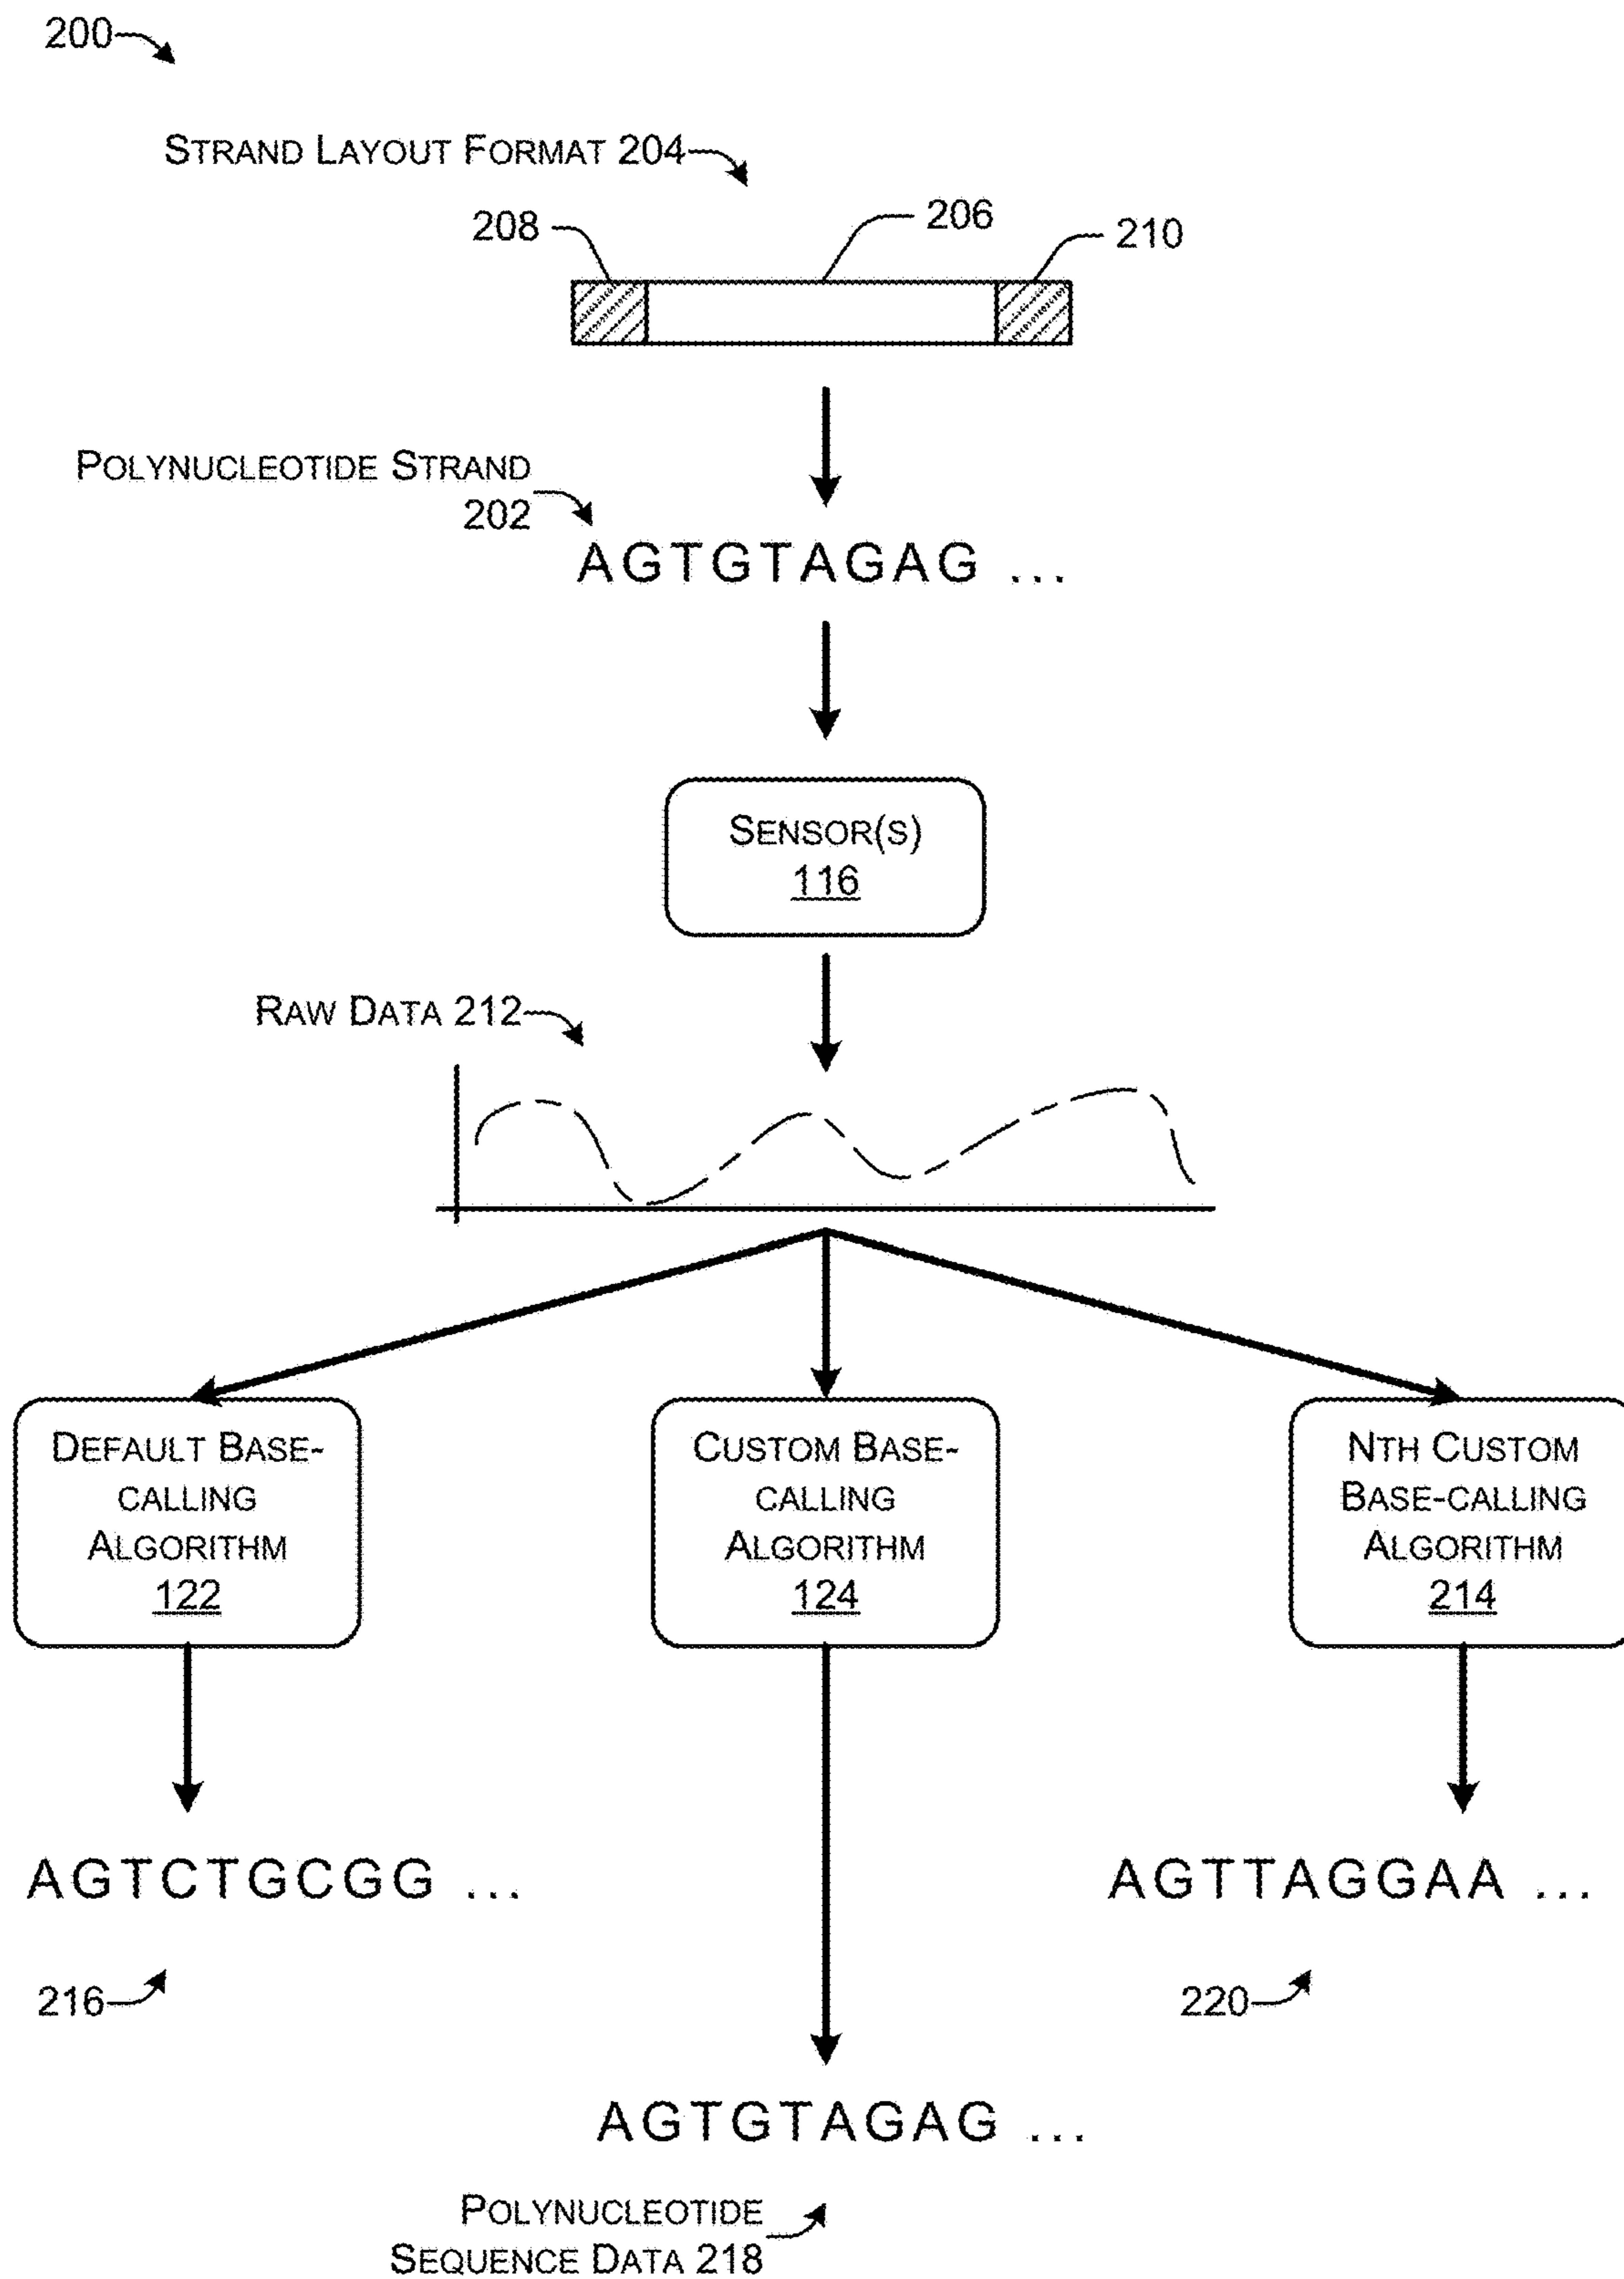 200
STRAND LAYOUT FORMAT 204
208
206
210
POLYNUCLEOTIDE STRAND
202
AGTGTAGAG ...
SENSOR(S)
116
RAW DATA 212
DEFAULT BASE-
CALLING
ALGORITHM
122
CUSTOM BASE-
CALLING
ALGORITHM
124
NTH CUSTOM
BASE-CALLING
ALGORITHM
214
AGTCTGCGG ...
216
AGTTAGGAA ...
220
AGTGTAGAG ...
POLYNUCLEOTIDE
SEQUENCE DATA 218